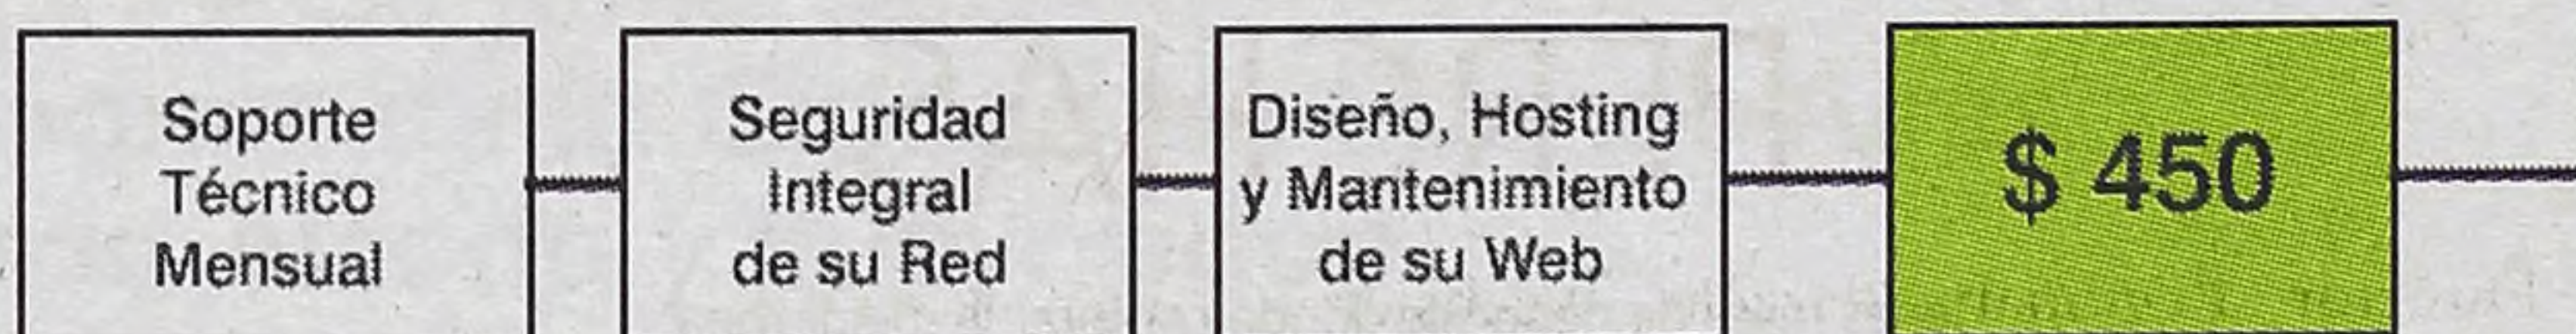 Soporte
Técnico
Mensual
Seguridad
Integral
de su Red
Diseño, Hosting
y Mantenimiento
de su Web
$ 450